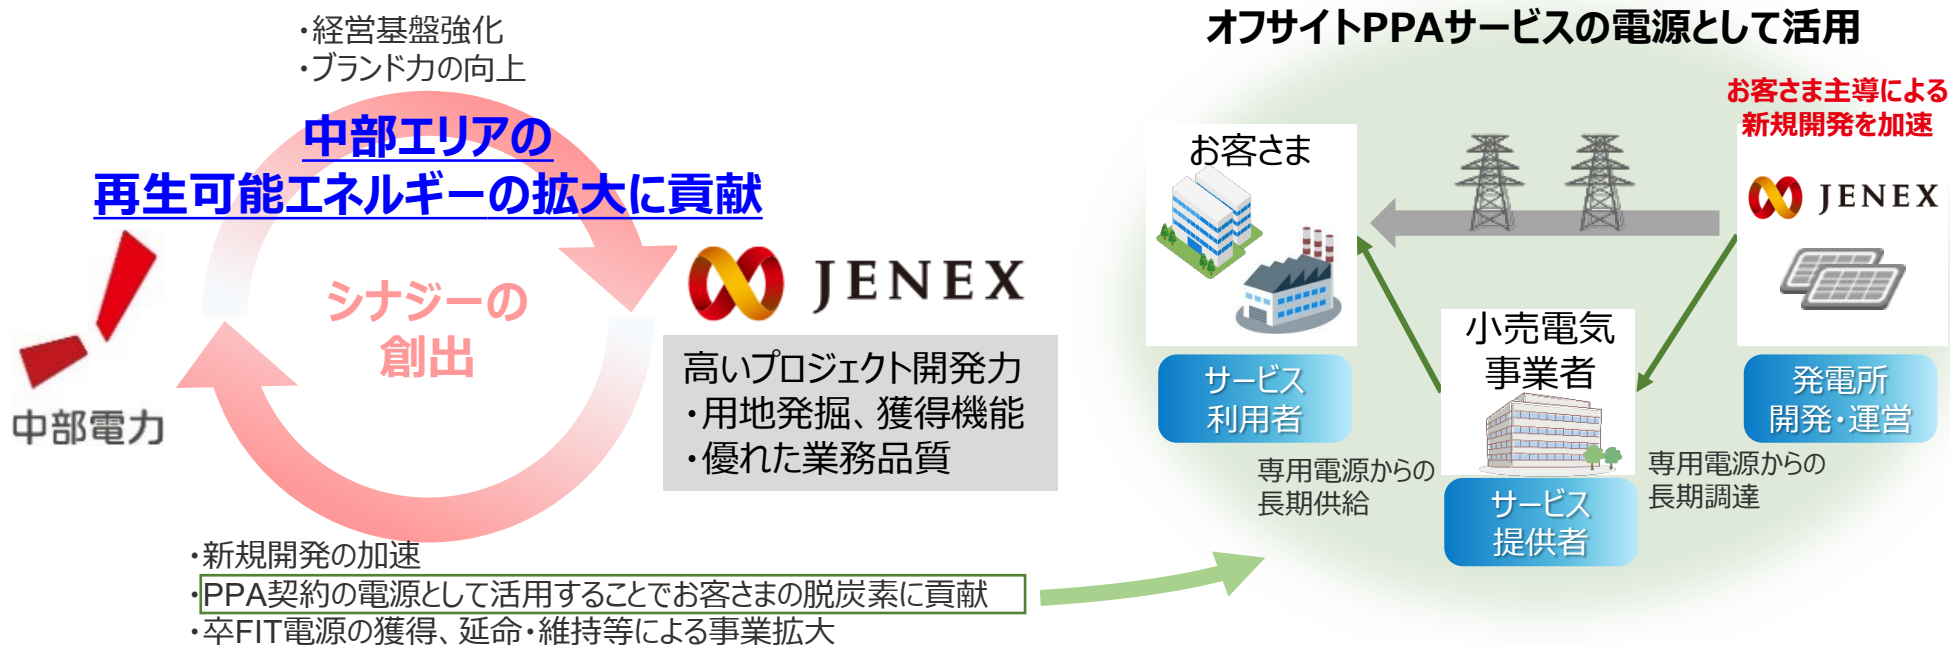 ・経営基盤強化
・ブランド力の向上
中部エリアの
再生可能エネルギーの拡大に貢献
シナジーの
創出
中部電力
JENEX
高いプロジェクト開発力
・用地発掘、獲得機能
・優れた業務品質
・新規開発の加速
・PPA契約の電源として活用することでお客さまの脱炭素に貢献
・卒FIT電源の獲得、延命・維持等による事業拡大
オフサイトPPAサービスの電源として活用
お客さま主導による
新規開発を加速
お客さま
JENEX
小売電気
事業者
サービス
利用者
発電所
開発・運営
専用電源からの
長期供給
専用電源からの
長期調達
サービス
提供者